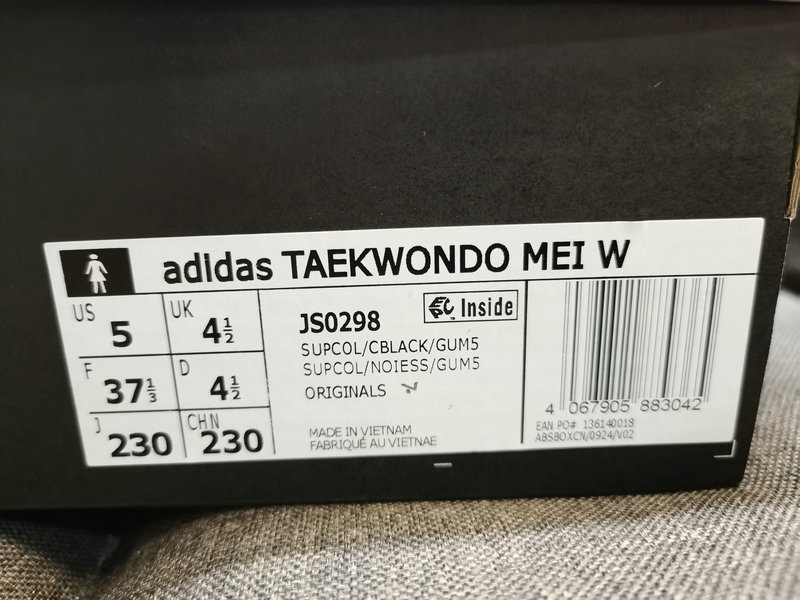 adidas TAEKWONDO MEI W
US 5
UK 4½
F 37⅓
D 4½
J 230
CHN 230
JS0298
EPC Inside
SUPCOL/CBLACK/GUM5
SUPCOL/NOIESS/GUM5
ORIGINALS
MADE IN VIETNAM
FABRIQUÉ AU VIETNAE
4 067905 883042
EAN PO# 136140018
ABSBOXCN/0924/V02